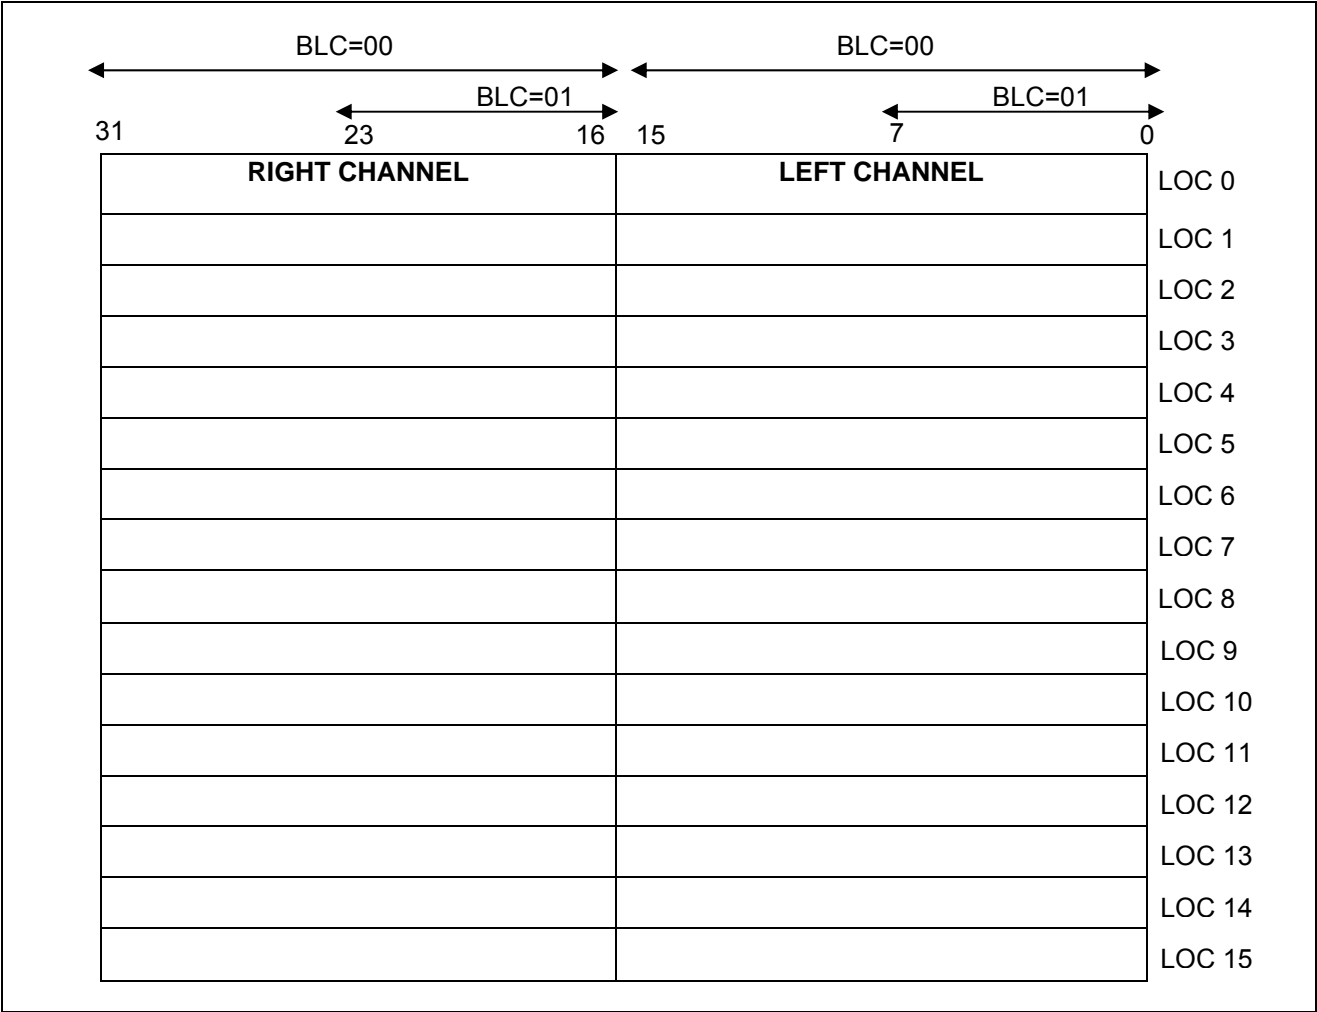 BLC=00 BLC=00
BLC=01 BLC=01
31 23 16 15 7 0
RIGHT CHANNEL LEFT CHANNEL LOC 0
LOC 1
LOC 2
LOC 3
LOC 4
LOC 5
LOC 6
LOC 7
LOC 8
LOC 9
LOC 10
LOC 11
LOC 12
LOC 13
LOC 14
LOC 15